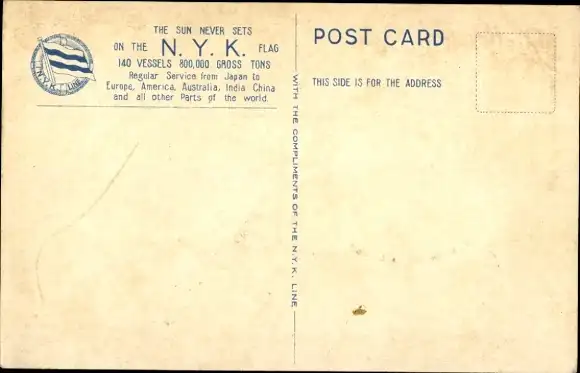 THE SUN NEVER SETS
ON THE N. Y. K. FLAG
140 VESSELS 800,000 GROSS TONS
Regular Service from Japan to
Europe, America, Australia, India China
and all other Parts of the world.
N.Y.K. LINE
WITH THE COMPLIMENTS OF THE N.Y.K. LINE
POST CARD
THIS SIDE IS FOR THE ADDRESS